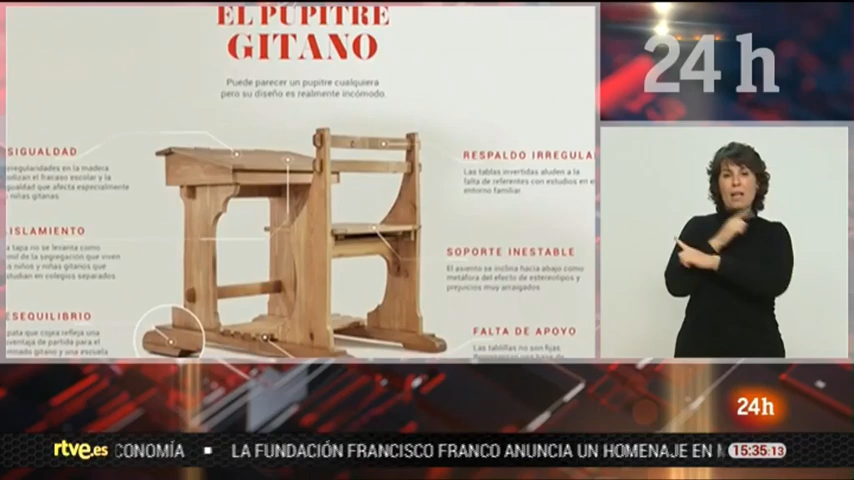 EL PUPITRE
GITANO
Puede parecer un pupitre cualquiera
pero su diseño es realmente incómodo.
SIGUALDAD
irregularidades en la madera
el fracaso escolar y la
gualdad que afecta especialmente
niñas gitanas.
AISLAMIENTO
a tapa no se levanta como
mil de la segregación que viven
os niños y niñas gitanos que
studian en colegios separados.
ESEQUILIBRIO
pata que cojea refleja una
ventaja de partida para el
gitano y una escuela
RESPALDO IRREGULA
Las tablas invertidas aluden a la
falta de referentes con estudios en e
entorno familiar.
SOPORTE INESTABLE
El asiento se inclina hacia abajo como
metáfora del efecto de estereotipos y
prejuicios muy arraigados.
FALTA DE APOYO
Las tablillas no son fijas
24h
24h
rtve.es CONOMÍA ▪ LA FUNDACIÓN FRANCISCO FRANCO ANUNCIA UN HOMENAJE EN M 15:35:13